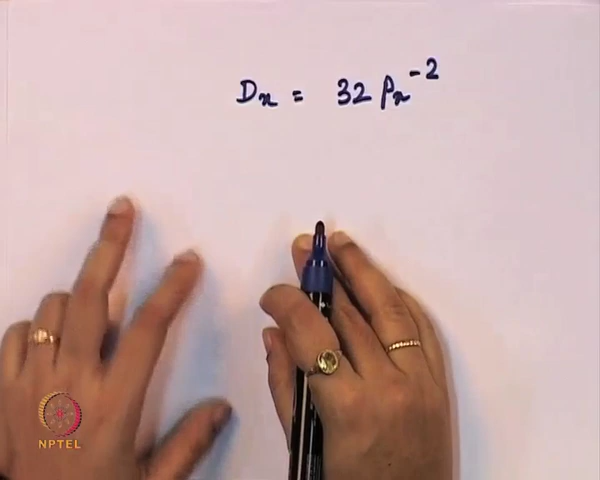 Dₓ = 32 Pₓ⁻²
NPTEL